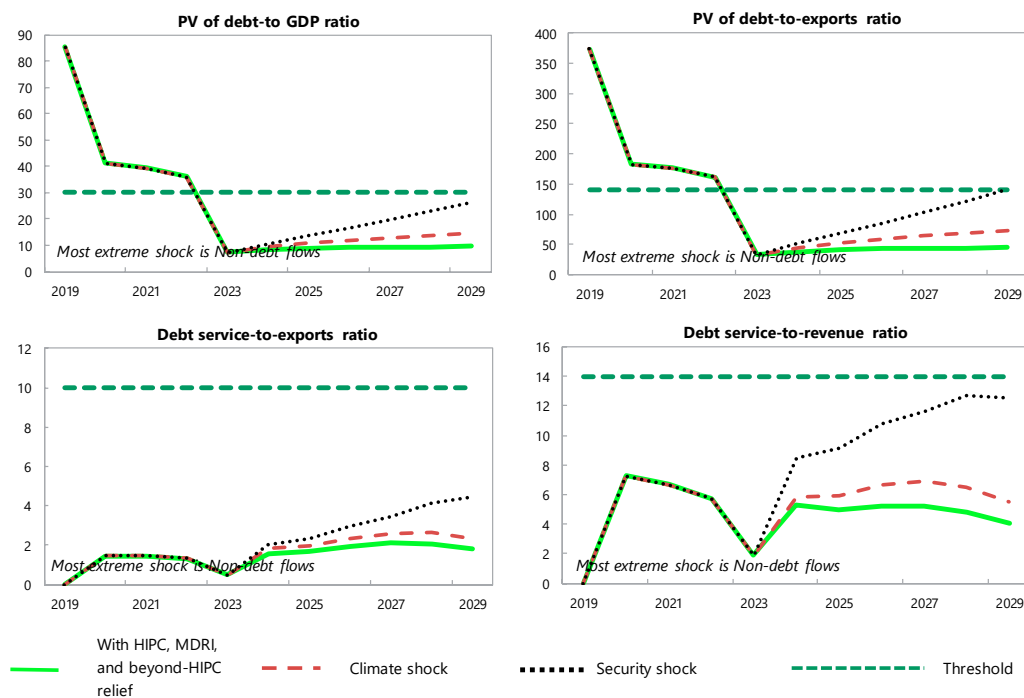 PV of debt-to GDP ratio
90
80
70
60
50
40
30
20
10
0
Most extreme shock is Non-debt flows
2019 2021 2023 2025 2027 2029
PV of debt-to-exports ratio
400
350
300
250
200
150
100
50
0
Most extreme shock is Non-debt flows
2019 2021 2023 2025 2027 2029
Debt service-to-exports ratio
12
10
8
6
4
2
0
Most extreme shock is Non-debt flows
2019 2021 2023 2025 2027 2029
Debt service-to-revenue ratio
16
14
12
10
8
6
4
2
0
Most extreme shock is Non-debt flows
2019 2021 2023 2025 2027 2029
With HIPC, MDRI,
and beyond-HIPC
relief
Climate shock
Security shock
Threshold